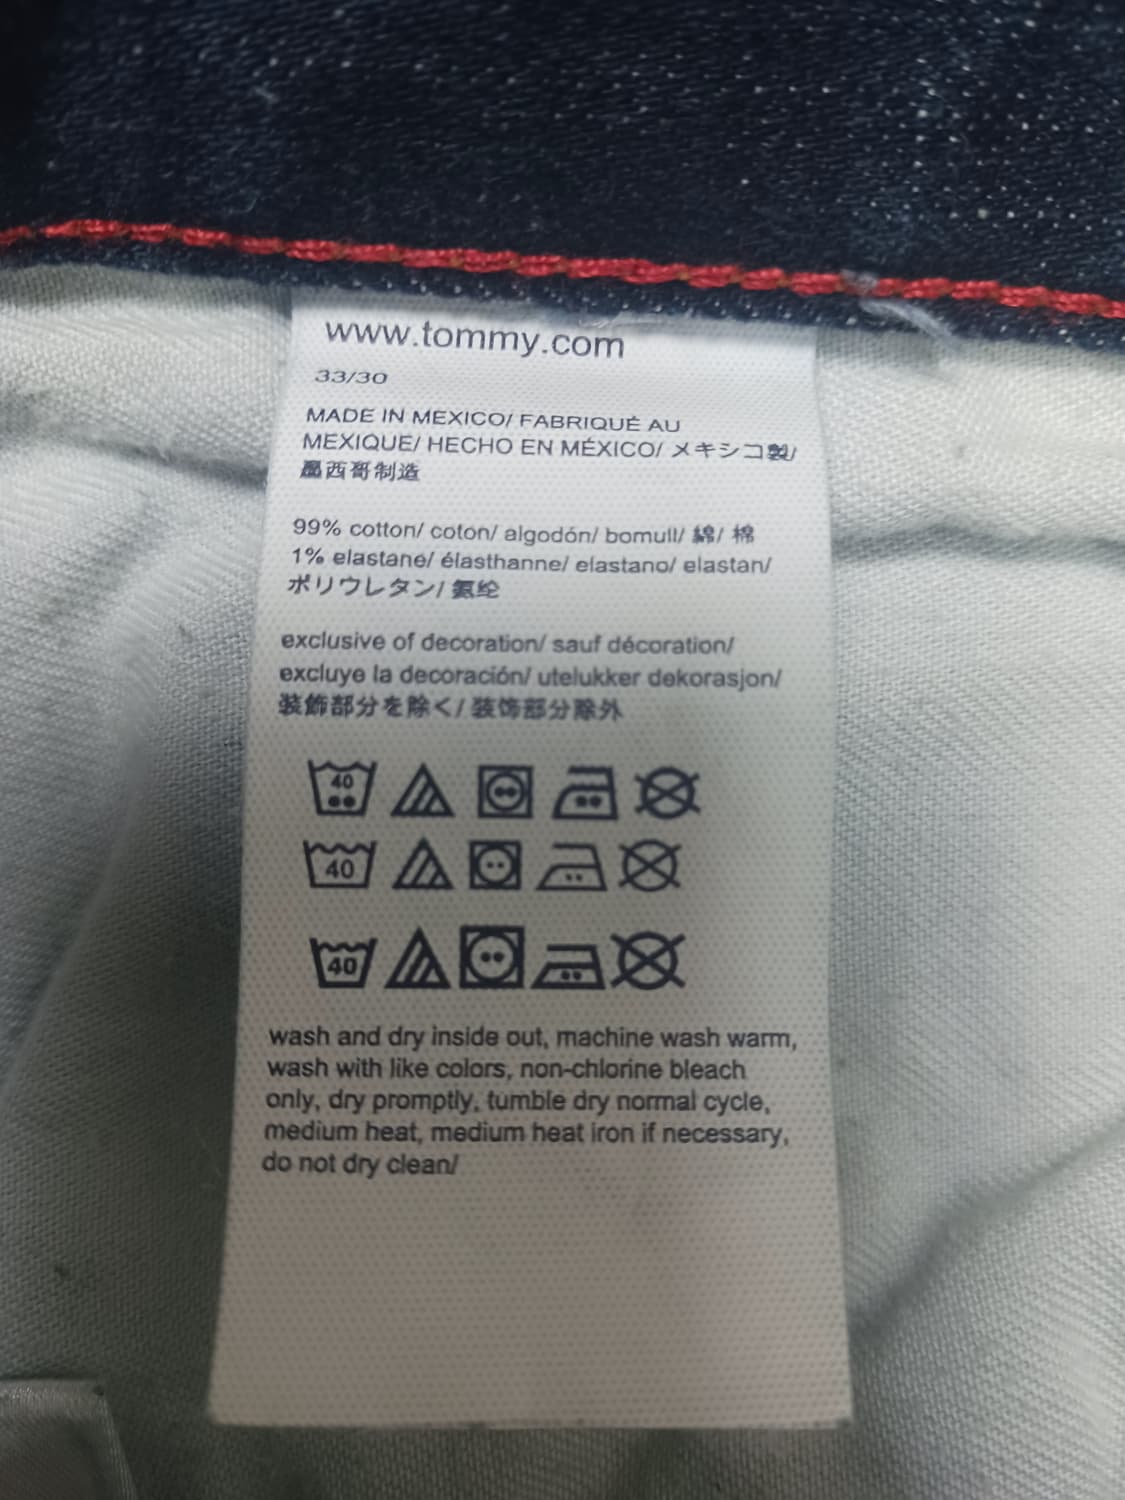 www.tommy.com
33/30
MADE IN MEXICO/ FABRIQUÉ AU
MEXIQUE/ HECHO EN MÉXICO/ メキシコ製/
墨西哥制造
99% cotton/ coton/ algodón/ bomull/ 綿/ 棉
1% elastane/ élasthanne/ elastano/ elastan/
ポリウレタン/ 氨纶
exclusive of decoration/ sauf décoration/
excluye la decoración/ utelukker dekorasjon/
装飾部分を除く/ 装饰部分除外
40
40
40
wash and dry inside out, machine wash warm,
wash with like colors, non-chlorine bleach
only, dry promptly, tumble dry normal cycle,
medium heat, medium heat iron if necessary,
do not dry clean/